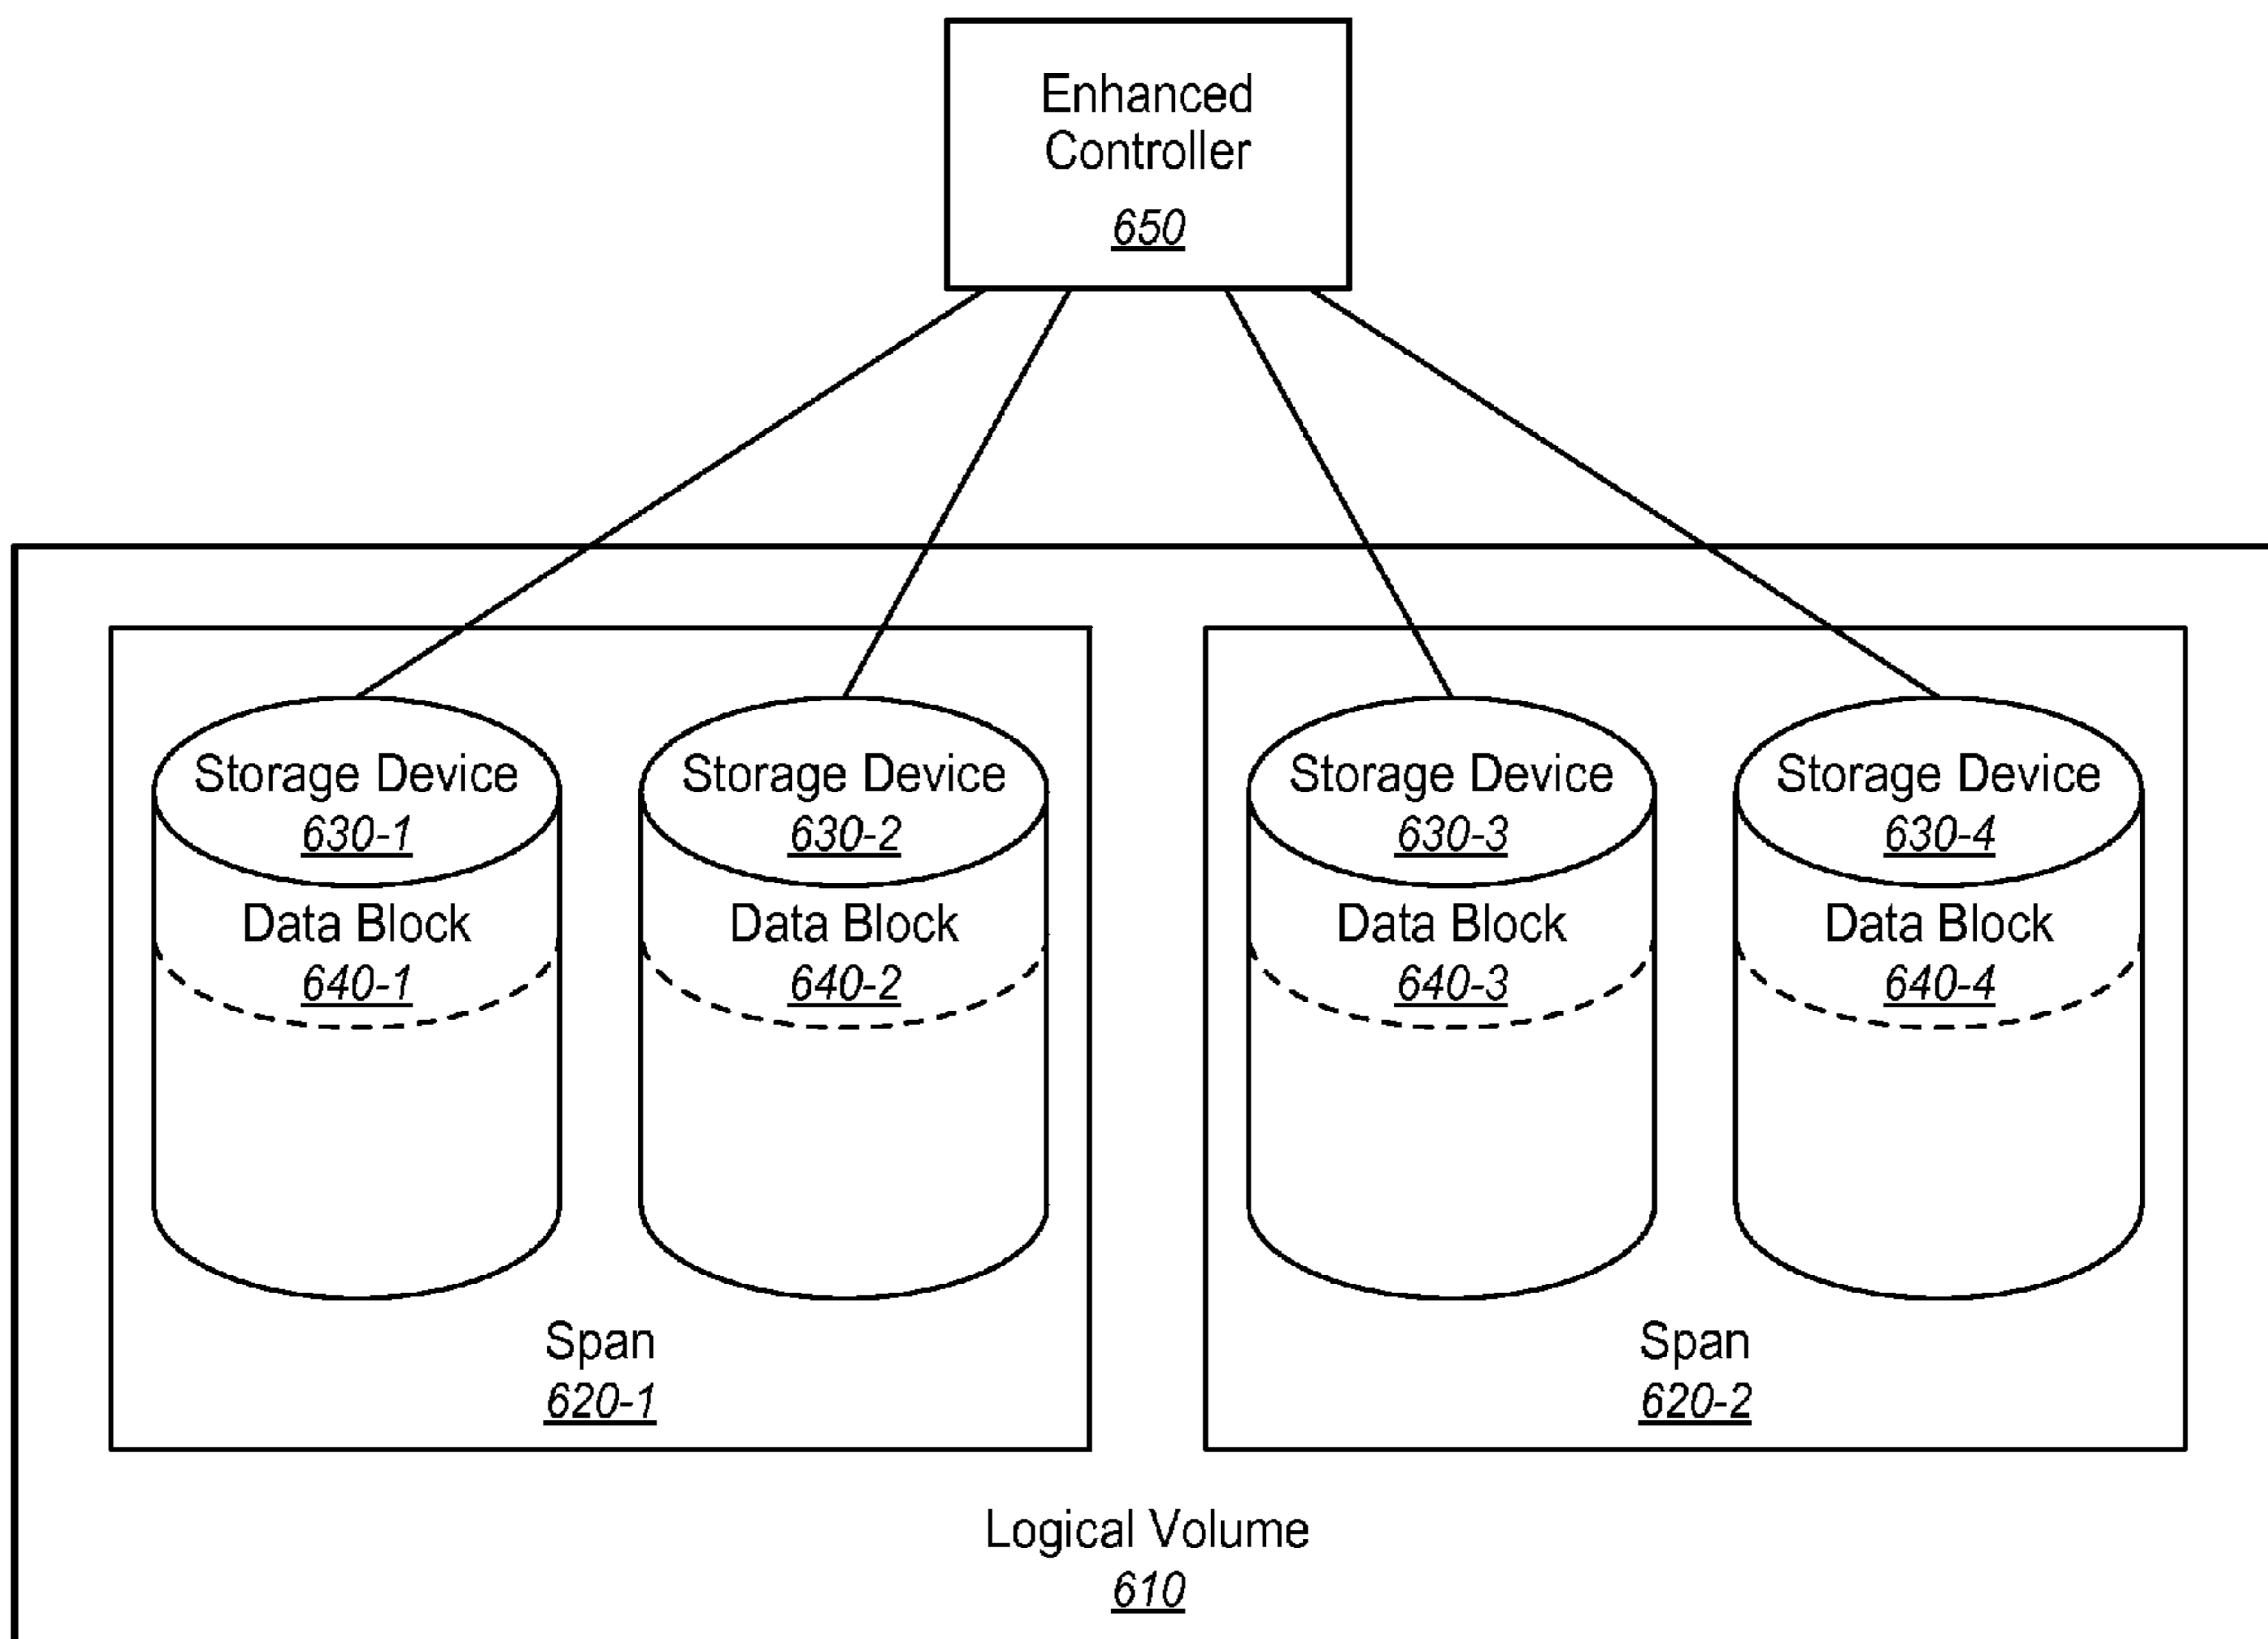 Enhanced
Controller
650
Storage Device
630-1
Storage Device
630-2
Storage Device
630-3
Storage Device
630-4
Data Block
640-1
Data Block
640-2
Data Block
640-3
Data Block
640-4
Span
620-1
Span
620-2
Logical Volume
610